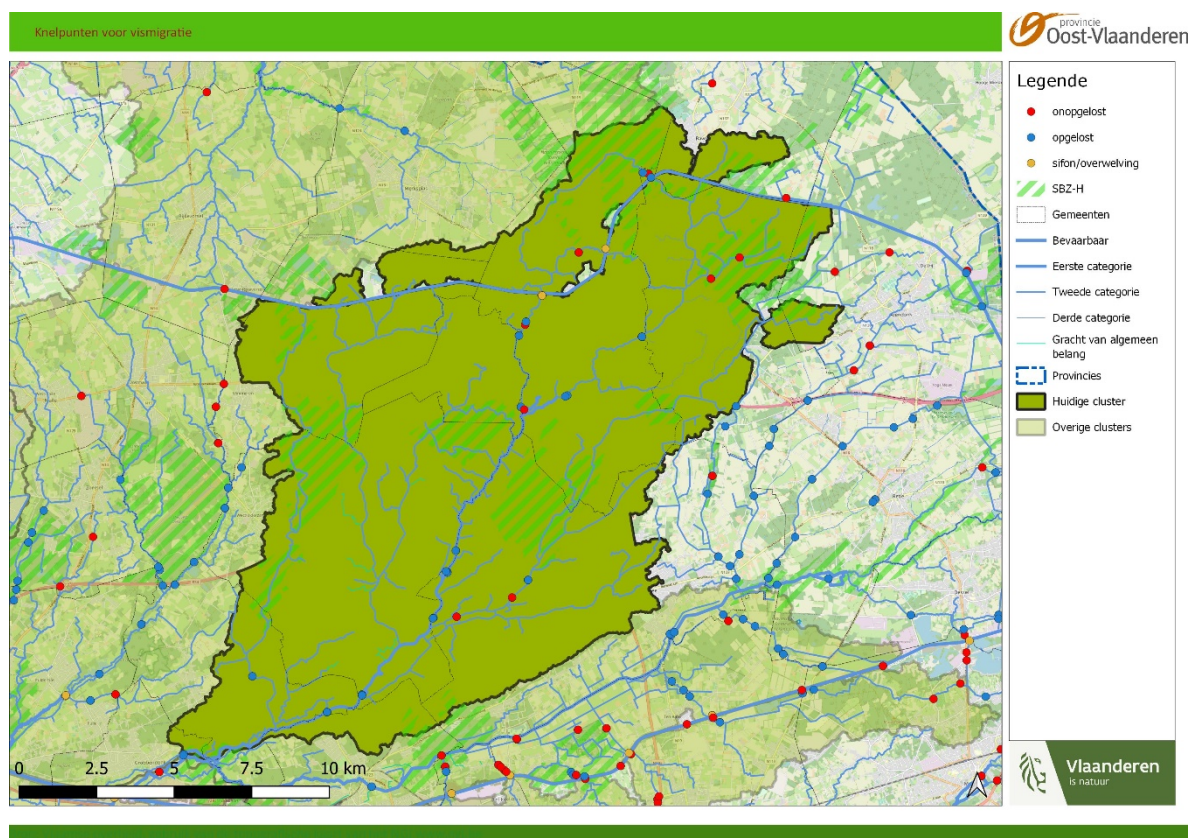 Knelpunten voor vismigratie
provincie
Oost-Vlaanderen
Legende
onopgelost
opgelost
sifon/overwelving
SBZ-H
Gemeenten
Bevaarbaar
Eerste categorie
Tweede categorie
Derde categorie
Gracht van algemeen
belang
Provincies
Huidige cluster
Overige clusters
0 2.5 5 7.5 10 km
Vlaanderen
is natuur